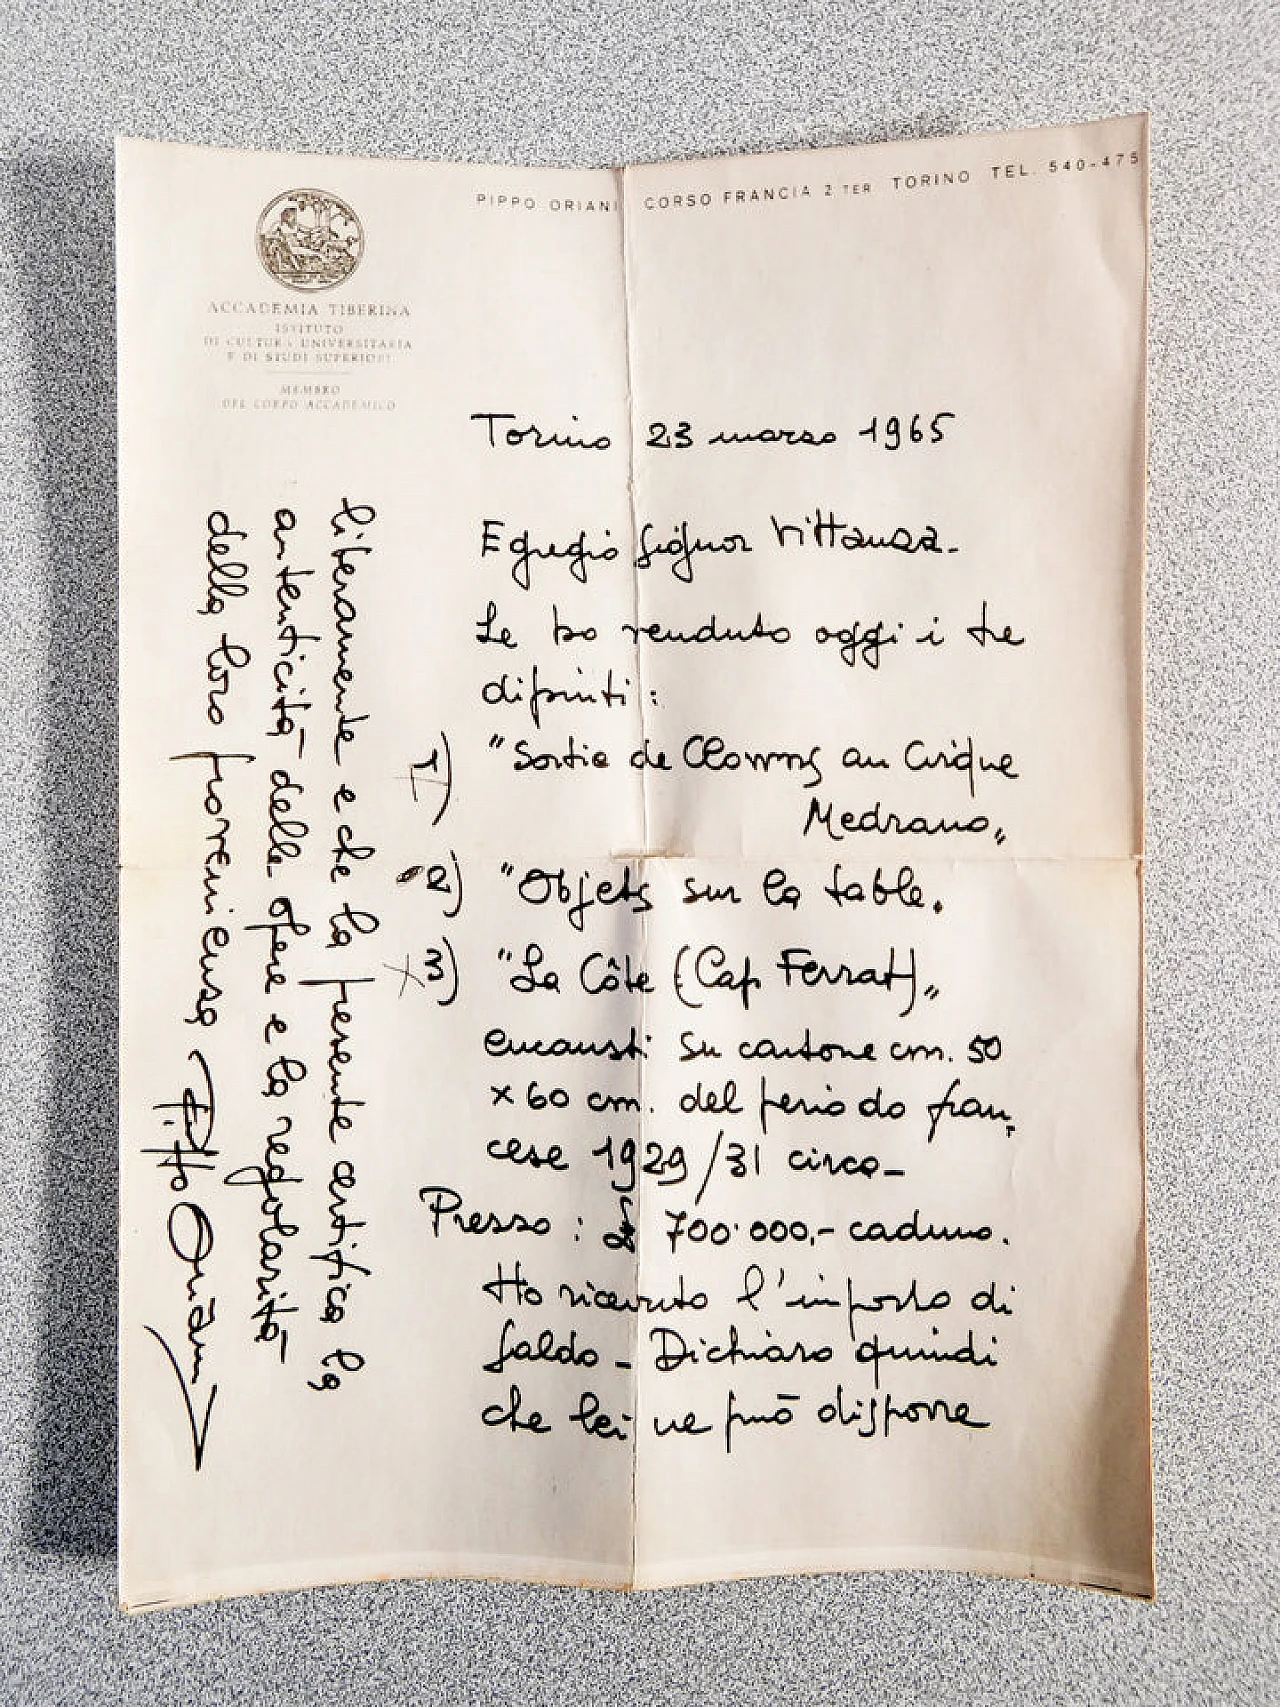 PIPPO ORIANI CORSO FRANCIA 2 TER TORINO TEL. 540-475
ACCADEMIA TIBERINA
ISTITUTO
DI CULTURA UNIVERSITARIA
E DI STUDI SUPERIORI
MEMBRO
DEL CORPO ACCADEMICO
Torino 23 marzo 1965
Egregio Signor Vittanza.
Le ho venduto oggi i tre
dipinti:
1) "Sortie de Clowns au Cirque
Medrano"
2) "Objets sur la table.
3) "La Côte (Cap Ferrat)"
encausti su cartone cm. 50
x 60 cm. del periodo fran,
cese 1929/31 circa-
Prezzo: £ 700.000,- caduno.
Ho ricevuto l'importo di
saldo - Dichiaro quindi
che lei ne può disporre
liberamente e che la presente certifica la
autenticità delle opere e la regolarità
della loro provenienza
Pippo Oriani